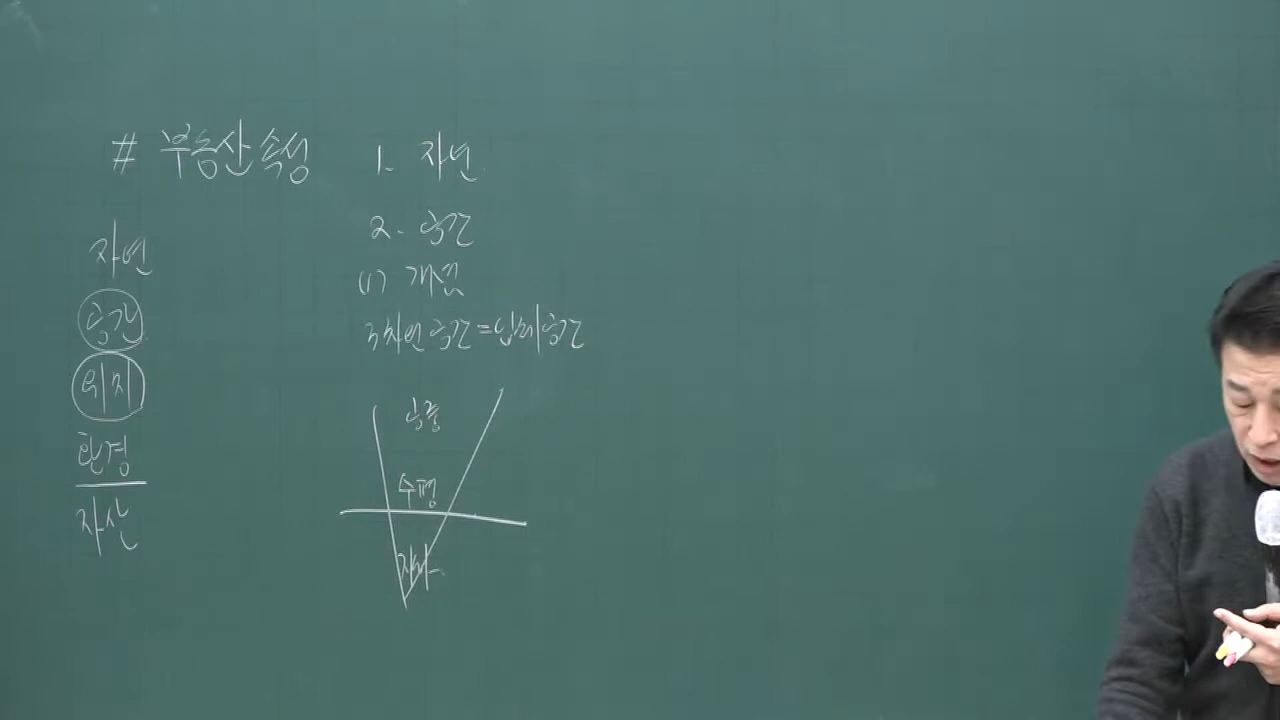 # 부동산 속성
자연
공간
위치
환경
자산
1. 자연
2. 공간
(1) 개념
3차원 공간 = 입체 공간
공중
수평
지하